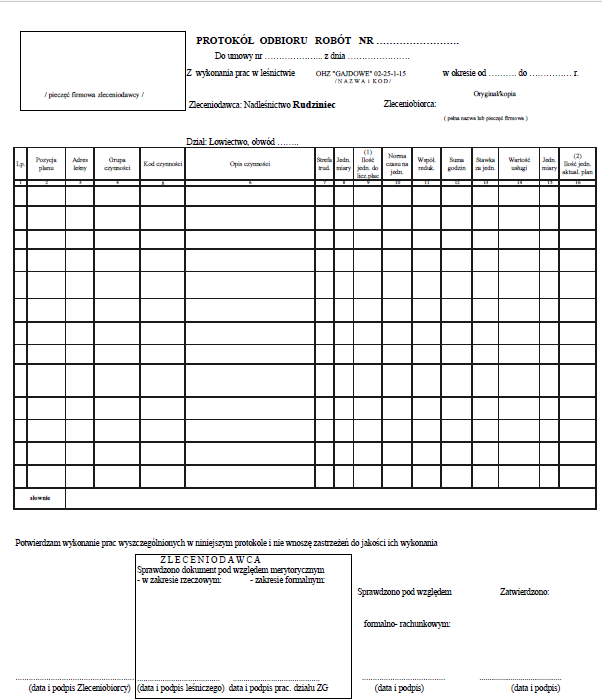 PROTOKÓŁ ODBIORU ROBÓT NR ……………………
Do umowy nr ………………... z dnia …………………
Z wykonania prac w leśnictwie OHZ "GAJDOWE" 02-25-1-15 w okresie od ………. do …………… r.
/ N A Z W A i K O D /
/ pieczęć firmowa zleceniodawcy /
Oryginał/kopia
Zleceniodawca: Nadleśnictwo Rudziniec Zleceniobiorca:
( pełna nazwa lub pieczęć firmowa )
Dział: Łowiectwo, obwód ……..
Lp. Pozycja planu Adres leśny Grupa czynności Kod czynności Opis czynności Strefa trud. Jedn. miary (1) Ilość jedn. do licz.płac Norma czasu na jedn. Współ. reduk. Suma godzin Stawka za jedn. Wartość usługi Jedn. miary (2) Ilość jedn. aktual. plan
1 2 3 4 5 6 7 8 9 10 11 12 13 14 15 16
słownie
Potwierdzam wykonanie prac wyszczególnionych w niniejszym protokole i nie wnoszę zastrzeżeń do jakości ich wykonania
Z L E C E N I O D A W C A
Sprawdzono dokument pod względem merytorycznym
- w zakresie rzeczowym: - zakresie formalnym:
Sprawdzono pod względem Zatwierdzono:
formalno- rachunkowym:
(data i podpis Zleceniobiorcy) (data i podpis leśniczego) (data i podpis prac. działu ZG (data i podpis) (data i podpis)